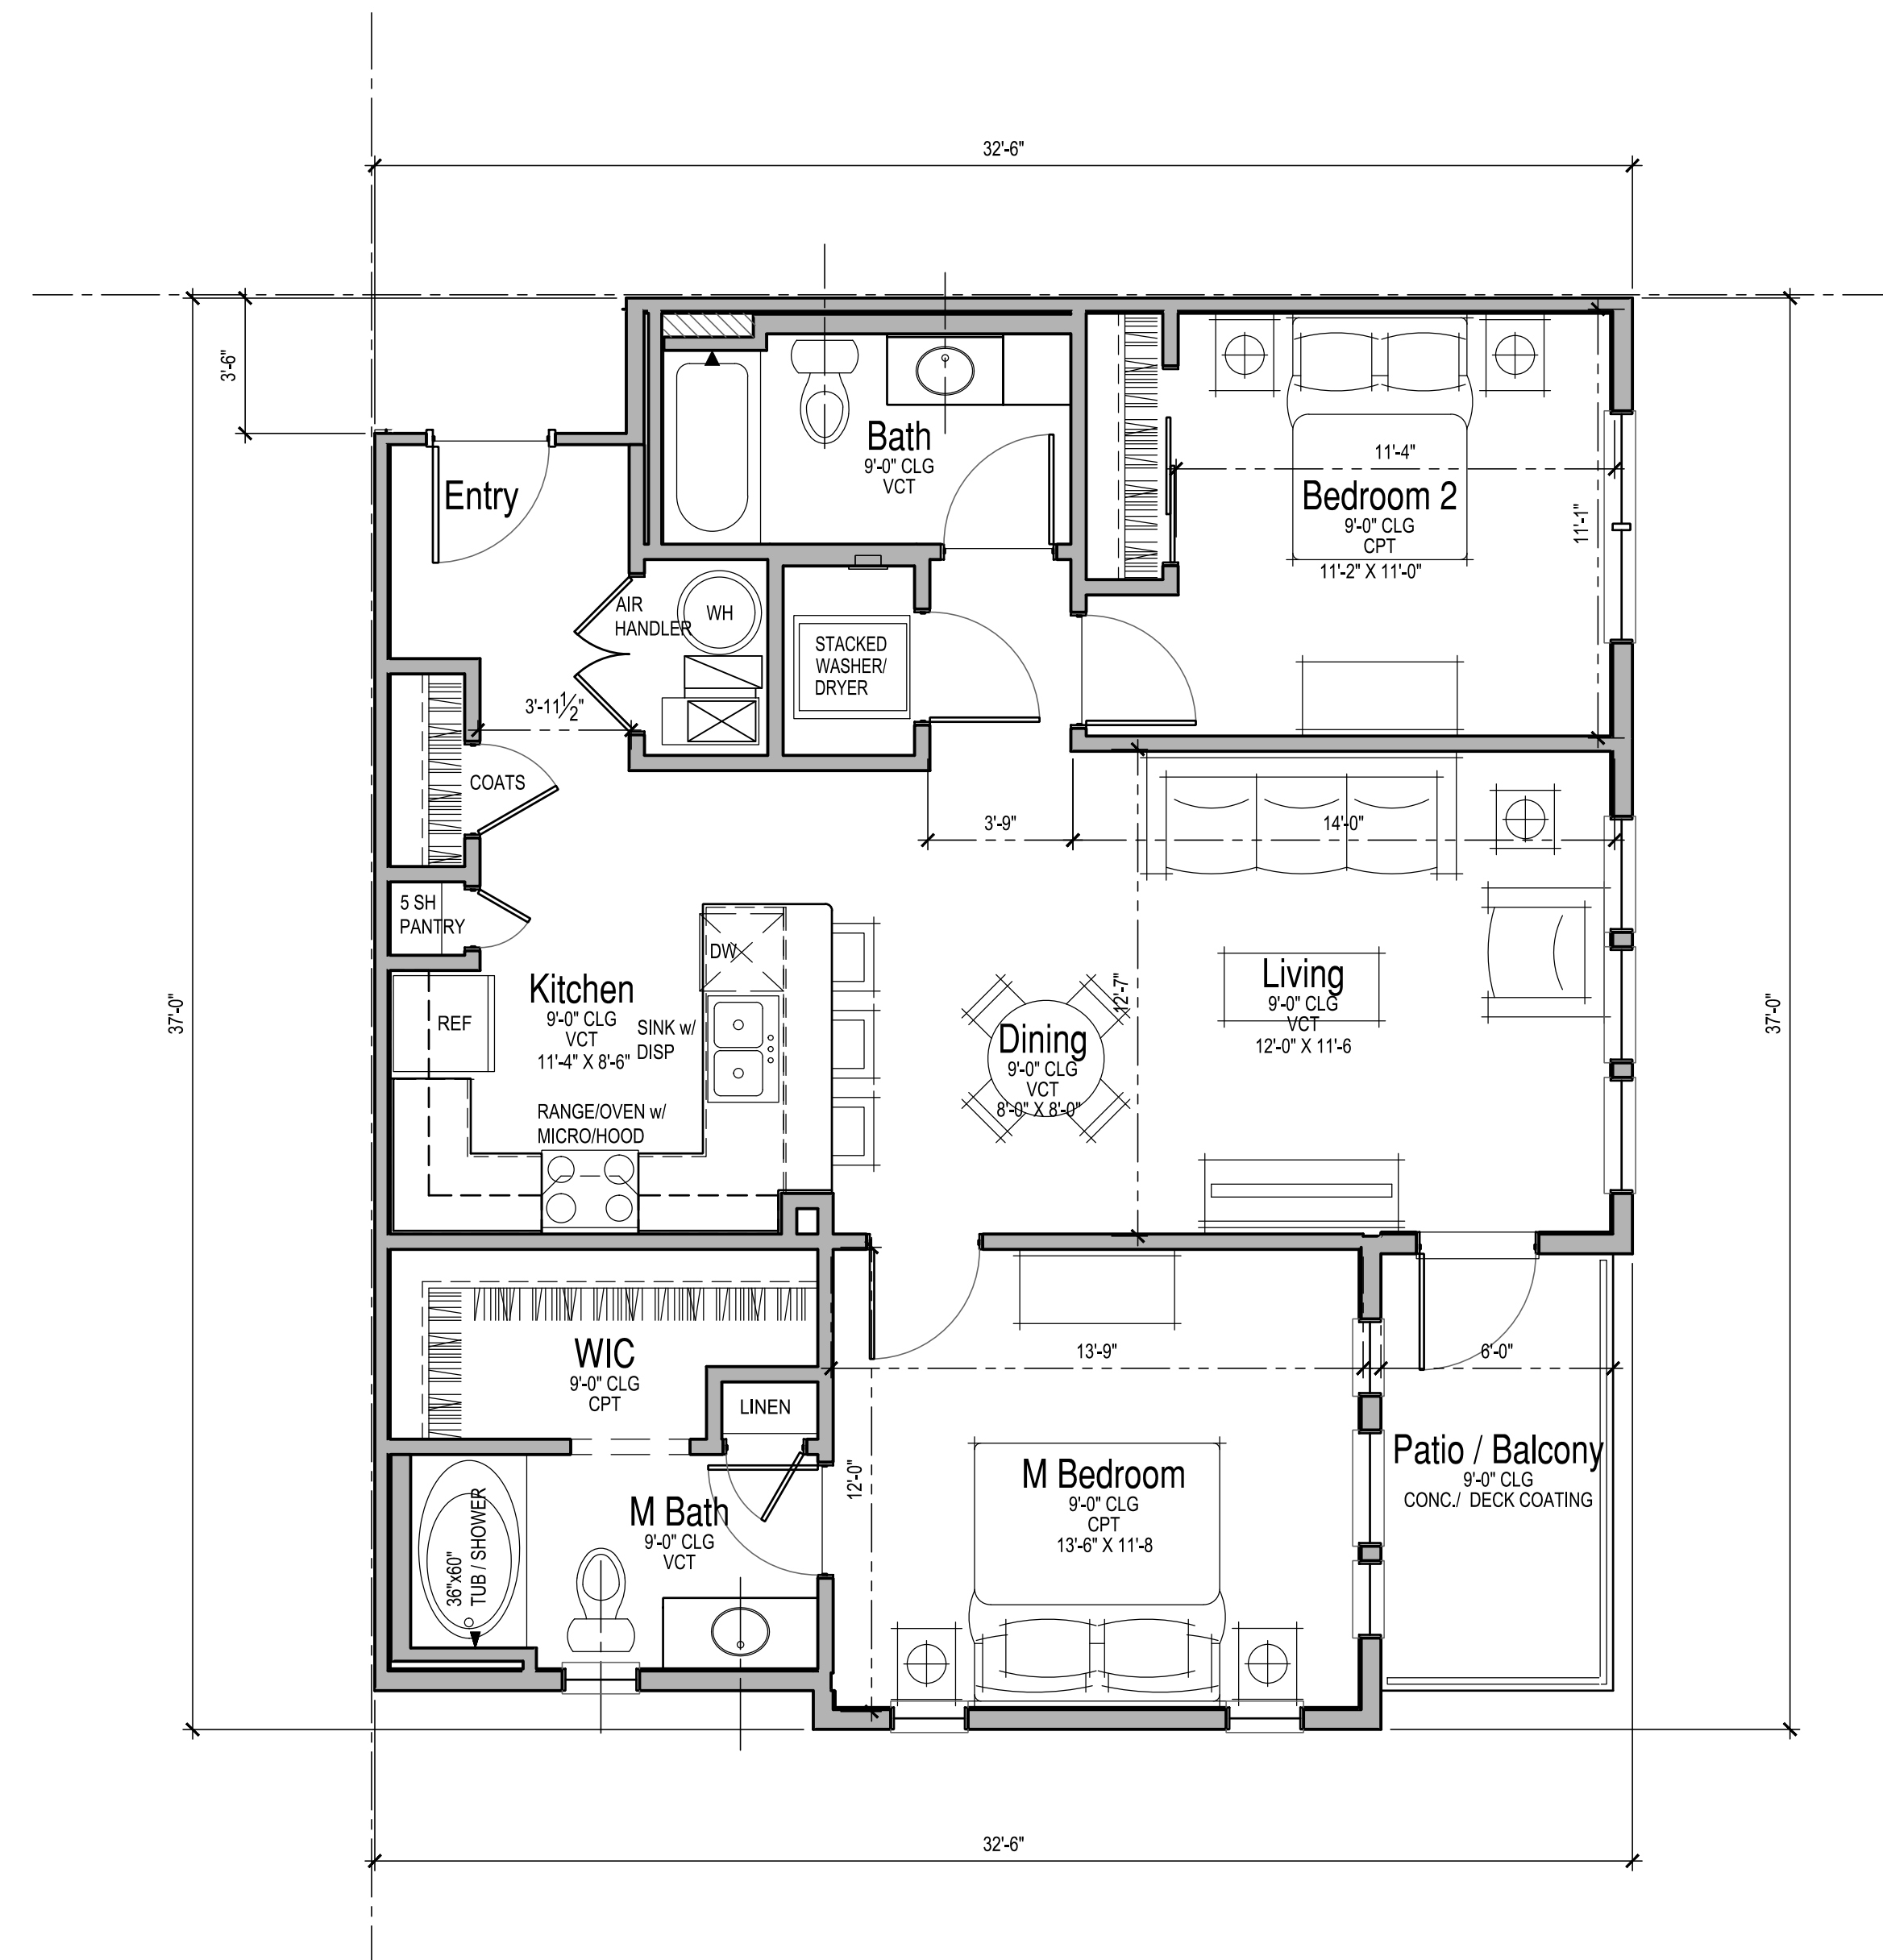 32'-6"
3'-6"
Bath
9'-0" CLG
VCT
11'-4"
Entry
Bedroom 2
9'-0" CLG
CPT
11'-2" X 11'-0"
11'-1"
AIR
HANDLER
WH
STACKED
WASHER/
DRYER
3'-11 1/2"
COATS
3'-9"
14'-0"
5 SH
PANTRY
DW
Kitchen
9'-0" CLG
VCT
11'-4" X 8'-6"
REF
SINK w/
DISP
RANGE/OVEN w/
MICRO/HOOD
37'-0"
12'-7"
Living
9'-0" CLG
VCT
12'-0" X 11'-6
Dining
9'-0" CLG
VCT
8'-0" X 8'-0"
37'-0"
WIC
9'-0" CLG
CPT
LINEN
13'-9"
6'-0"
12'-0"
M Bedroom
9'-0" CLG
CPT
13'-6" X 11'-8
Patio / Balcony
9'-0" CLG
CONC./ DECK COATING
M Bath
9'-0" CLG
VCT
36"x60"
TUB / SHOWER
32'-6"